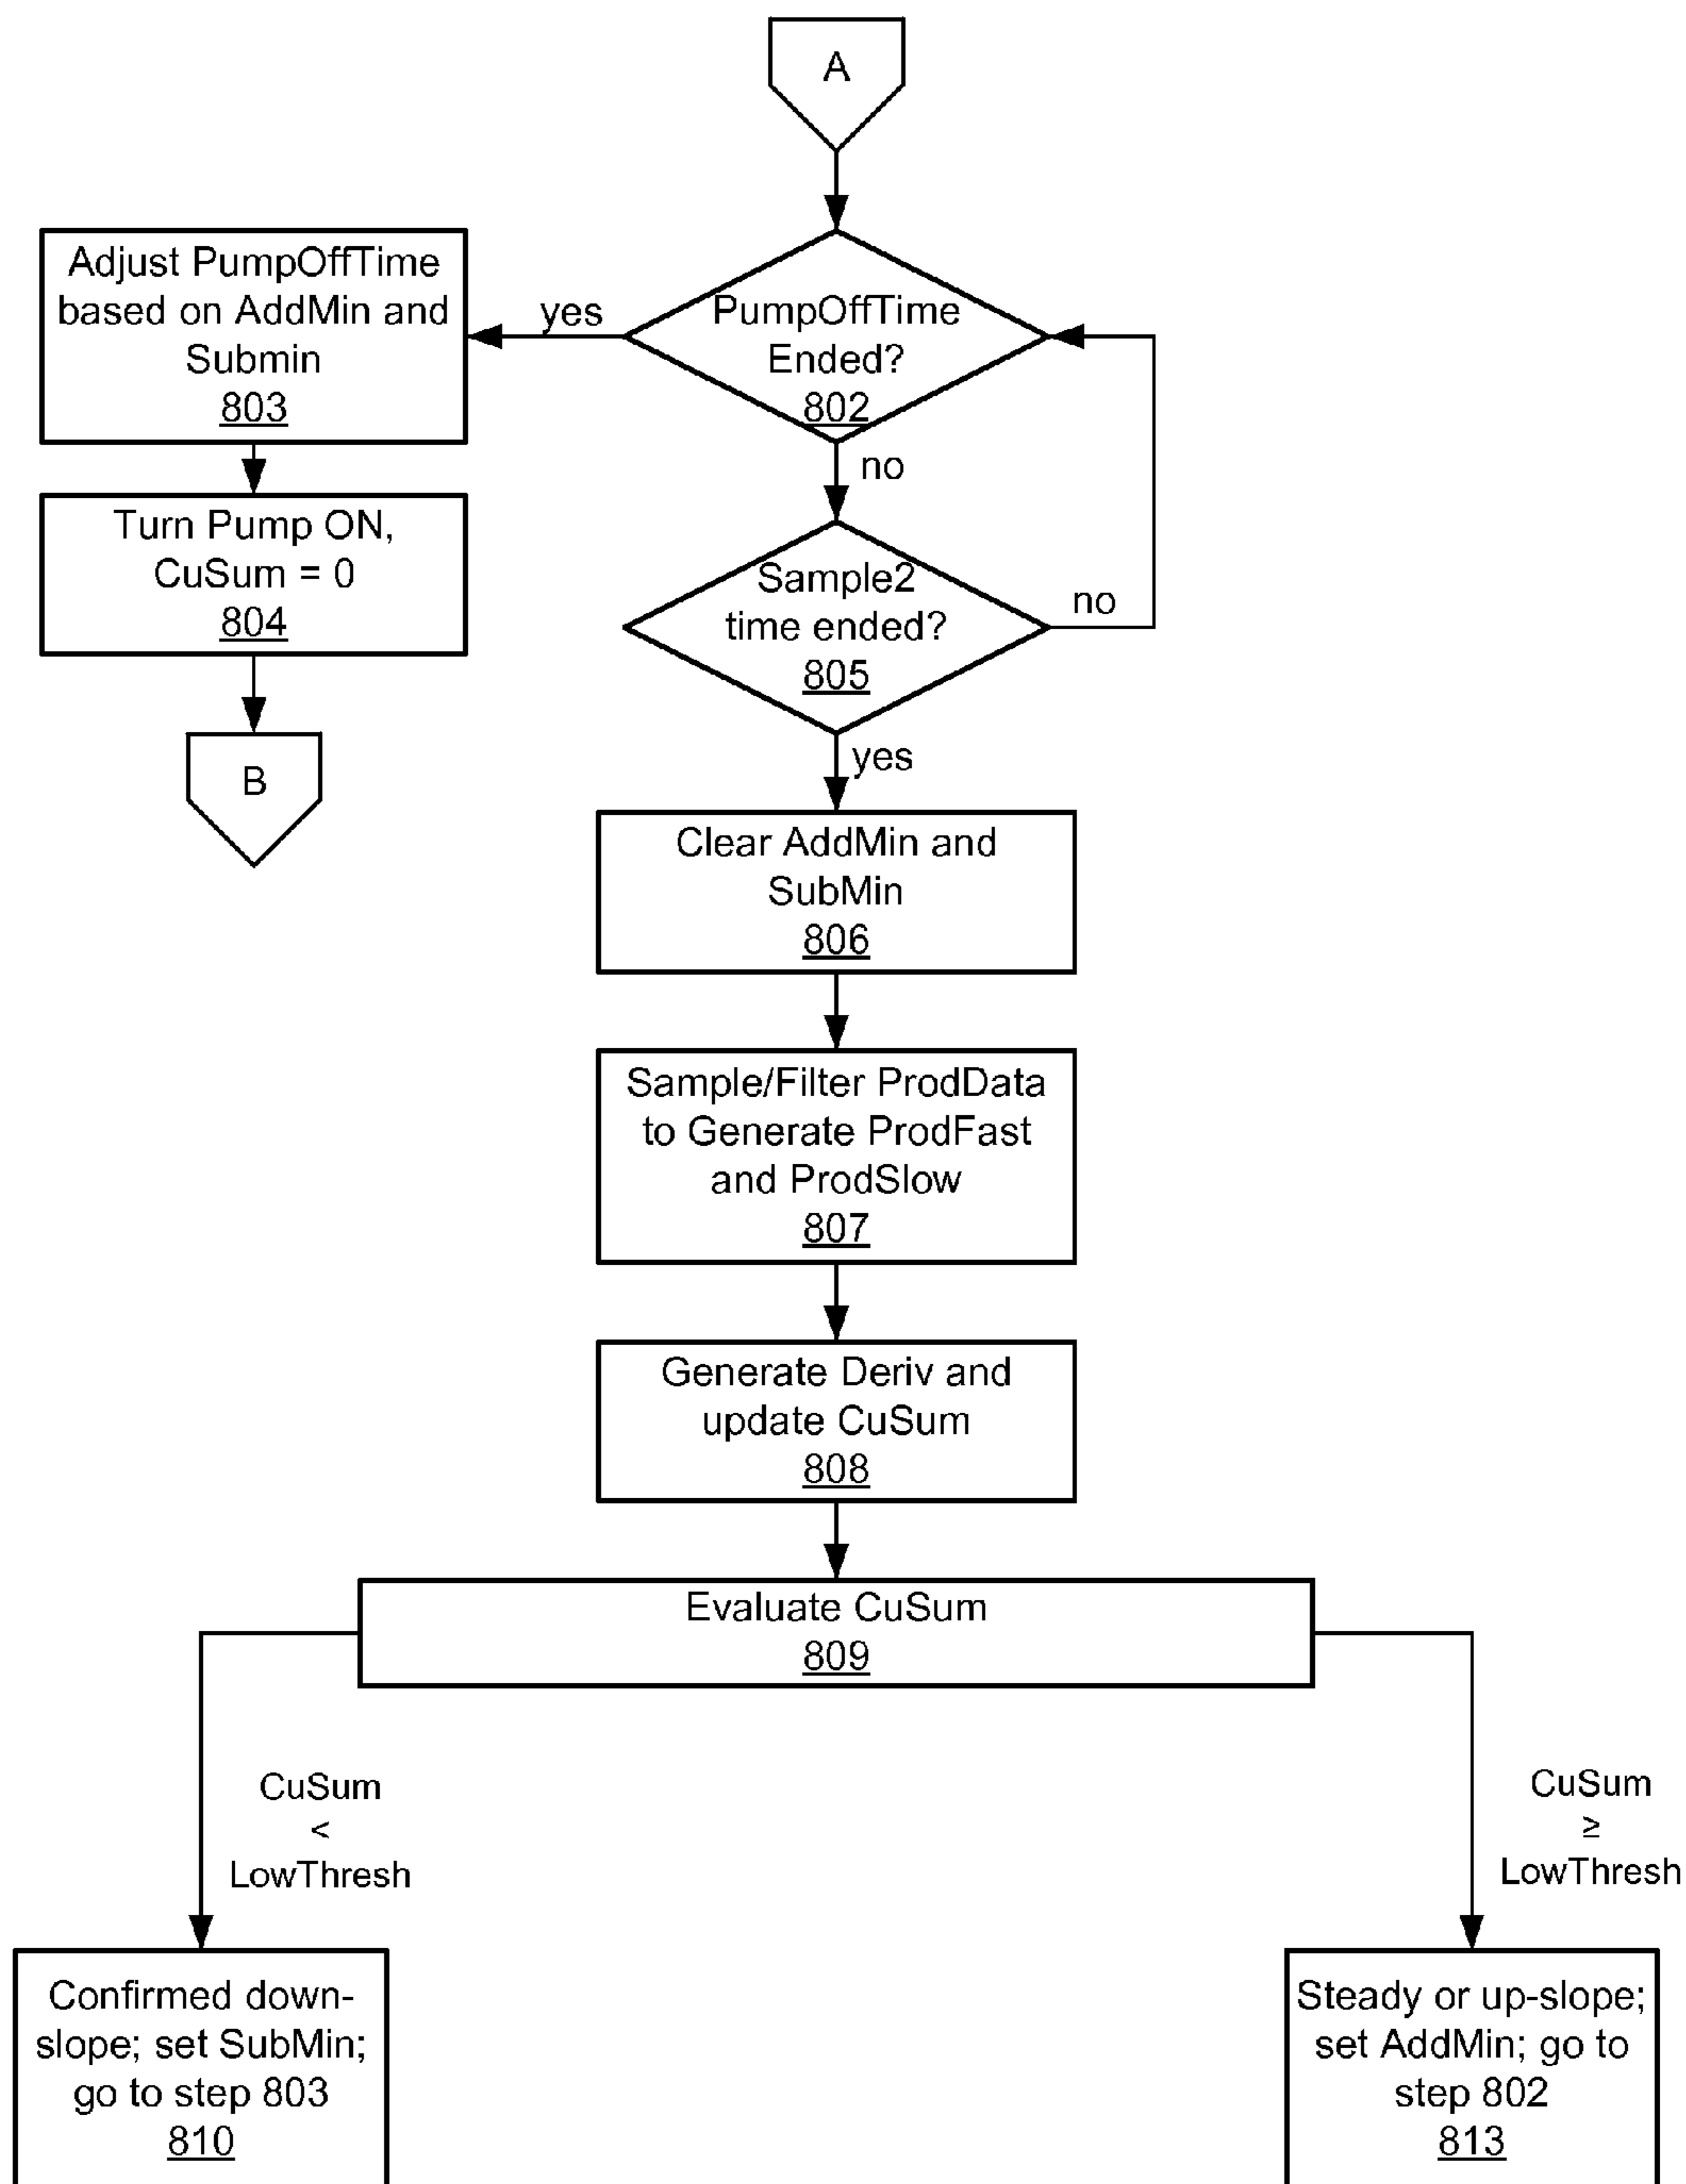 A
Adjust PumpOffTime
based on AddMin and
Submin
803
yes
PumpOffTime
Ended?
802
no
Turn Pump ON,
CuSum = 0
804
Sample2
time ended?
805
no
yes
B
Clear AddMin and
SubMin
806
Sample/Filter ProdData
to Generate ProdFast
and ProdSlow
807
Generate Deriv and
update CuSum
808
Evaluate CuSum
809
CuSum
<
LowThresh
CuSum
≥
LowThresh
Confirmed down-
slope; set SubMin;
go to step 803
810
Steady or up-slope;
set AddMin; go to
step 802
813